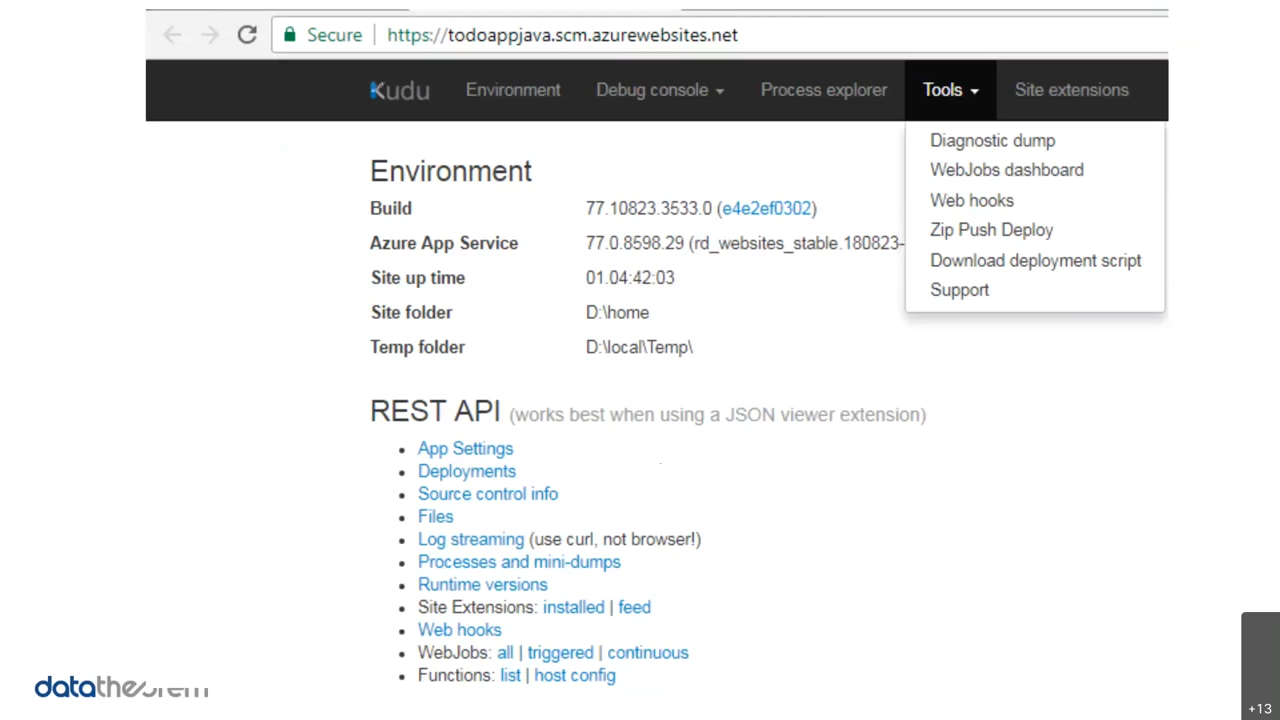 Secure | https://todoappjava.scm.azurewebsites.net
Kudu Environment Debug console Process explorer Tools Site extensions
Diagnostic dump
WebJobs dashboard
Web hooks
Zip Push Deploy
Download deployment script
Support
Environment
Build 77.10823.3533.0 (e4e2ef0302)
Azure App Service 77.0.8598.29 (rd_websites_stable.180823-
Site up time 01.04:42:03
Site folder D:\home
Temp folder D:\local\Temp\
REST API (works best when using a JSON viewer extension)
• App Settings
• Deployments
• Source control info
• Files
• Log streaming (use curl, not browser!)
• Processes and mini-dumps
• Runtime versions
• Site Extensions: installed | feed
• Web hooks
• WebJobs: all | triggered | continuous
• Functions: list | host config
datatheorem
+13